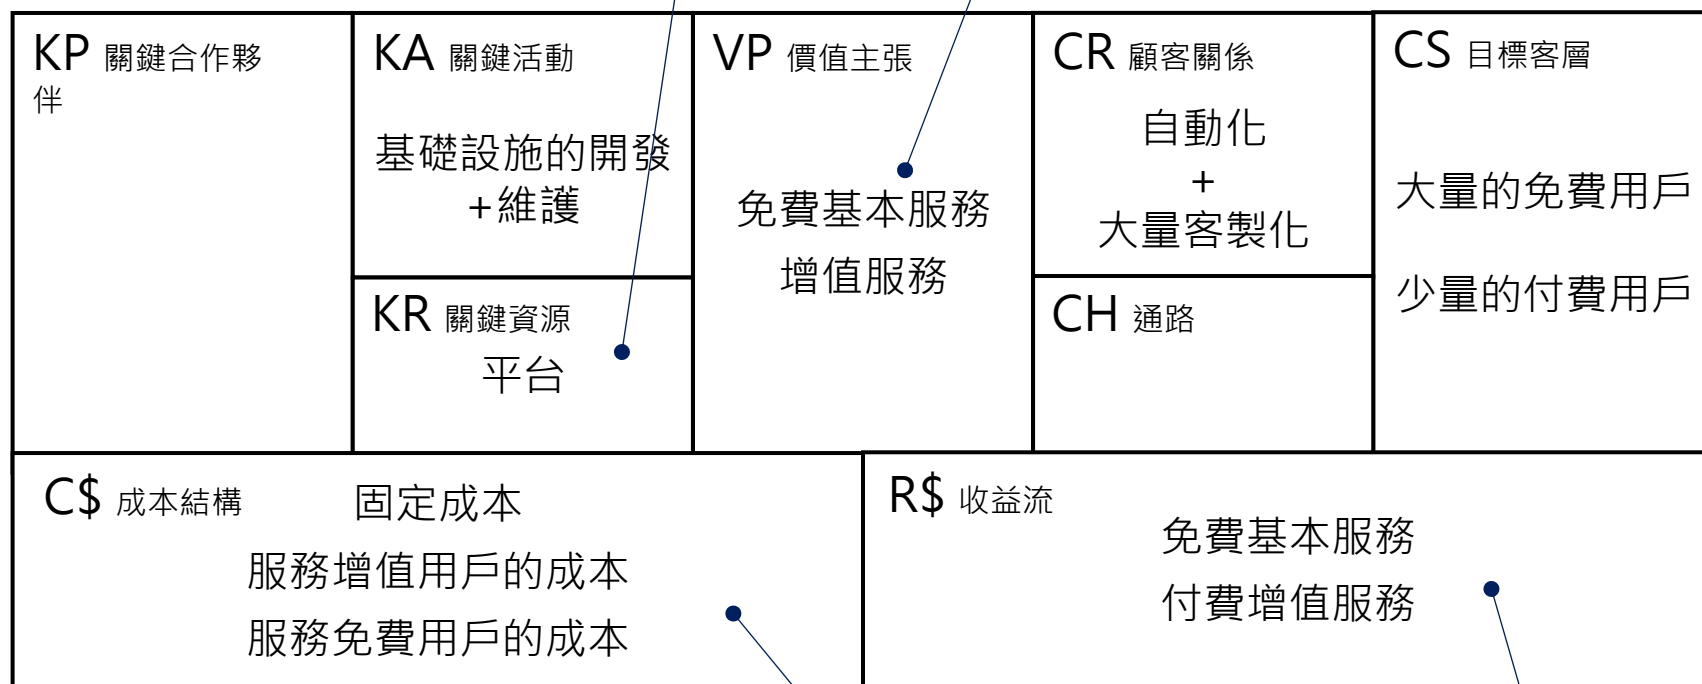 KP 關鍵合作夥
伴
KA 關鍵活動
基礎設施的開發
+維護
KR 關鍵資源
平台
VP 價值主張
免費基本服務
增值服務
CR 顧客關係
自動化
+
大量客製化
CH 通路
CS 目標客層
大量的免費用戶
少量的付費用戶
C$ 成本結構
固定成本
服務增值用戶的成本
服務免費用戶的成本
R$ 收益流
免費基本服務
付費增值服務